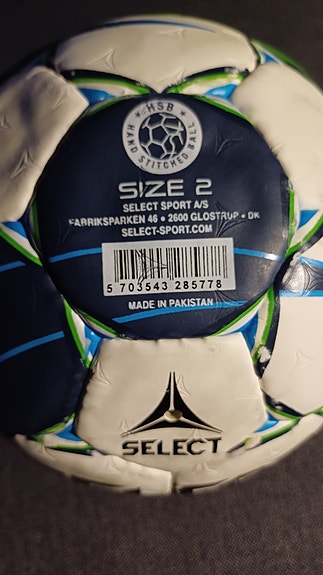 HSB
HAND STITCHED BALL
SIZE 2
SELECT SPORT A/S
FABRIKSPARKEN 46 • 2600 GLOSTRUP • DK
SELECT-SPORT.COM
5 703543 285778
MADE IN PAKISTAN
SELECT